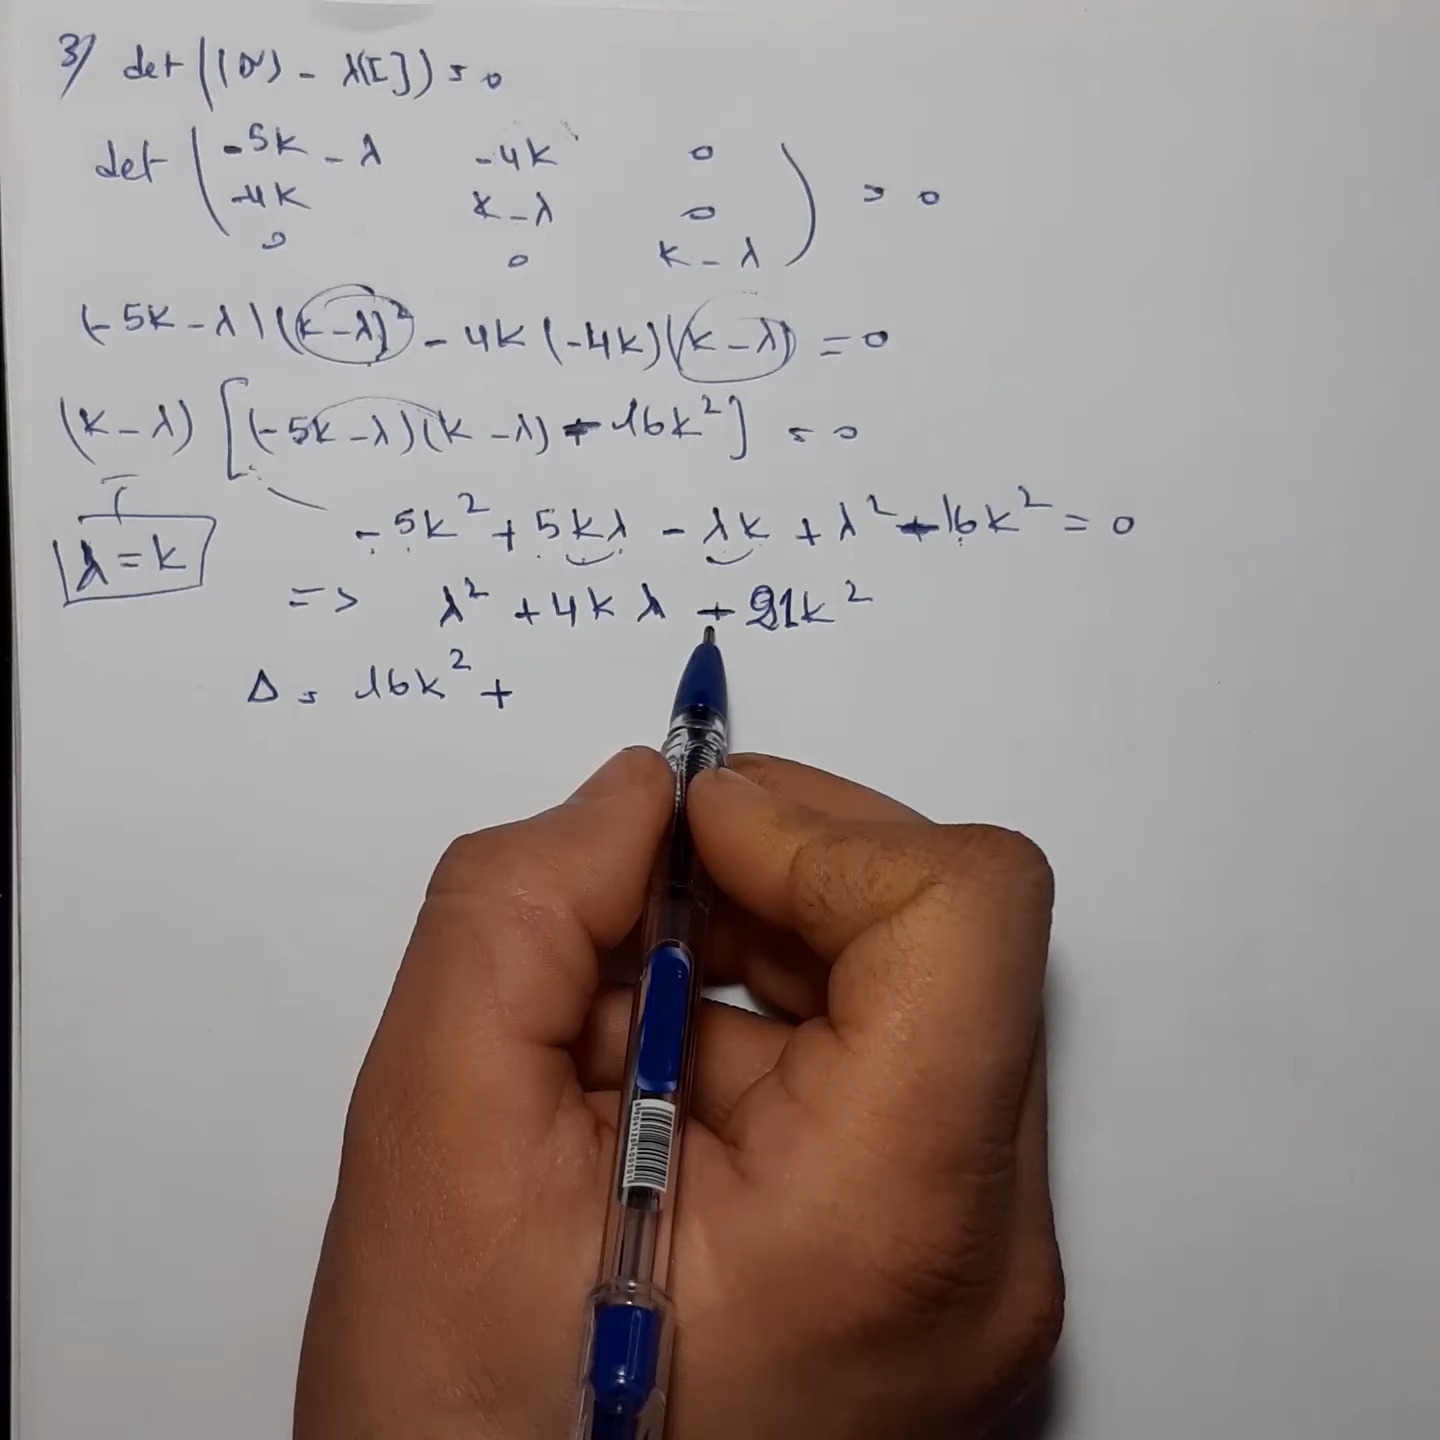 3) det((σ) - λ[I]) = 0
det ( -5k - λ   -4k   0
-4k   k - λ   0   ) = 0
0   0   k - λ
(-5k - λ)(k - λ)² - 4k(-4k)(k - λ) = 0
(k - λ) [(-5k - λ)(k - λ) - 16k²] = 0
-5k² + 5kλ - λk + λ² - 16k² = 0
λ = k
=> λ² + 4kλ - 21k²
Δ = 16k² +